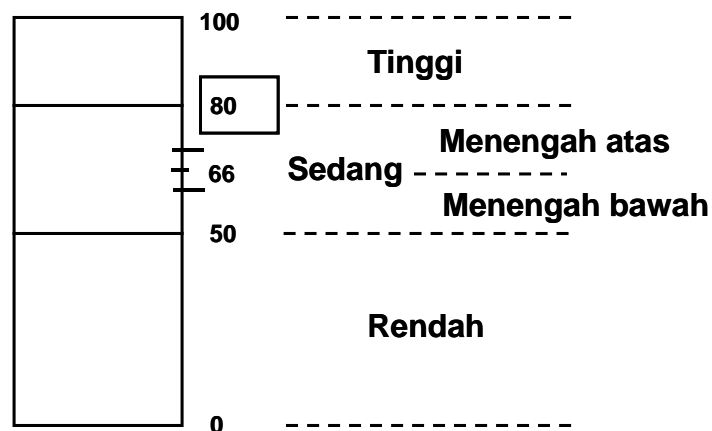 100
Tinggi
80
Menengah atas
66
Sedang
Menengah bawah
50
Rendah
0